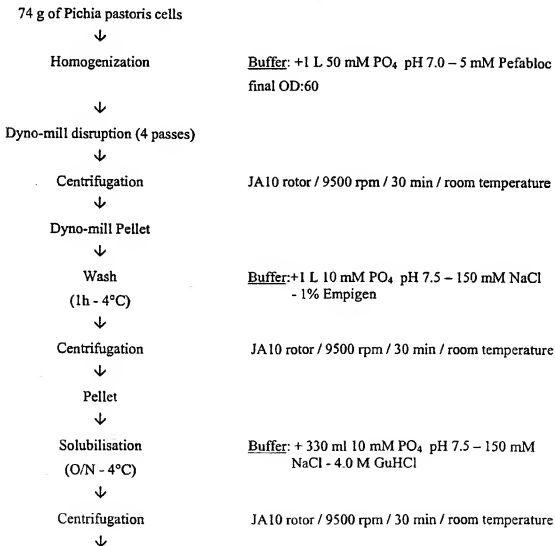 74 g of Pichia pastoris cells
↓
Homogenization
Buffer: +1 L 50 mM PO₄ pH 7.0 – 5 mM Pefabloc
final OD:60
↓
Dyno-mill disruption (4 passes)
↓
Centrifugation
JA10 rotor / 9500 rpm / 30 min / room temperature
↓
Dyno-mill Pellet
↓
Wash
(1h - 4°C)
Buffer:+1 L 10 mM PO₄ pH 7.5 – 150 mM NaCl
- 1% Empigen
↓
Centrifugation
JA10 rotor / 9500 rpm / 30 min / room temperature
↓
Pellet
↓
Solubilisation
(O/N - 4°C)
Buffer: + 330 ml 10 mM PO₄ pH 7.5 – 150 mM
NaCl - 4.0 M GuHCl
↓
Centrifugation
JA10 rotor / 9500 rpm / 30 min / room temperature
↓